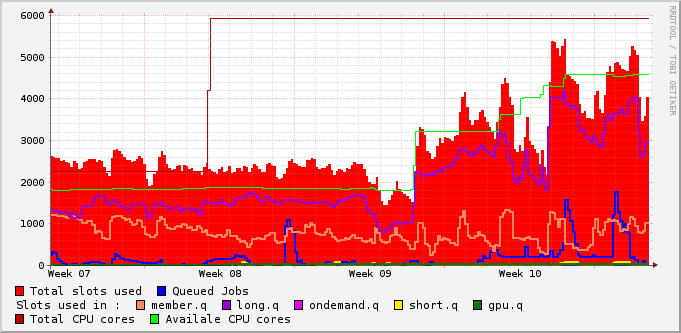 6000
5000
4000
3000
2000
1000
0
Week 07 Week 08 Week 09 Week 10
Total slots used Queued Jobs
Slots used in : member.q long.q ondemand.q short.q gpu.q
Total CPU cores Availale CPU cores
RRDTOOL / TOBI OETIKER